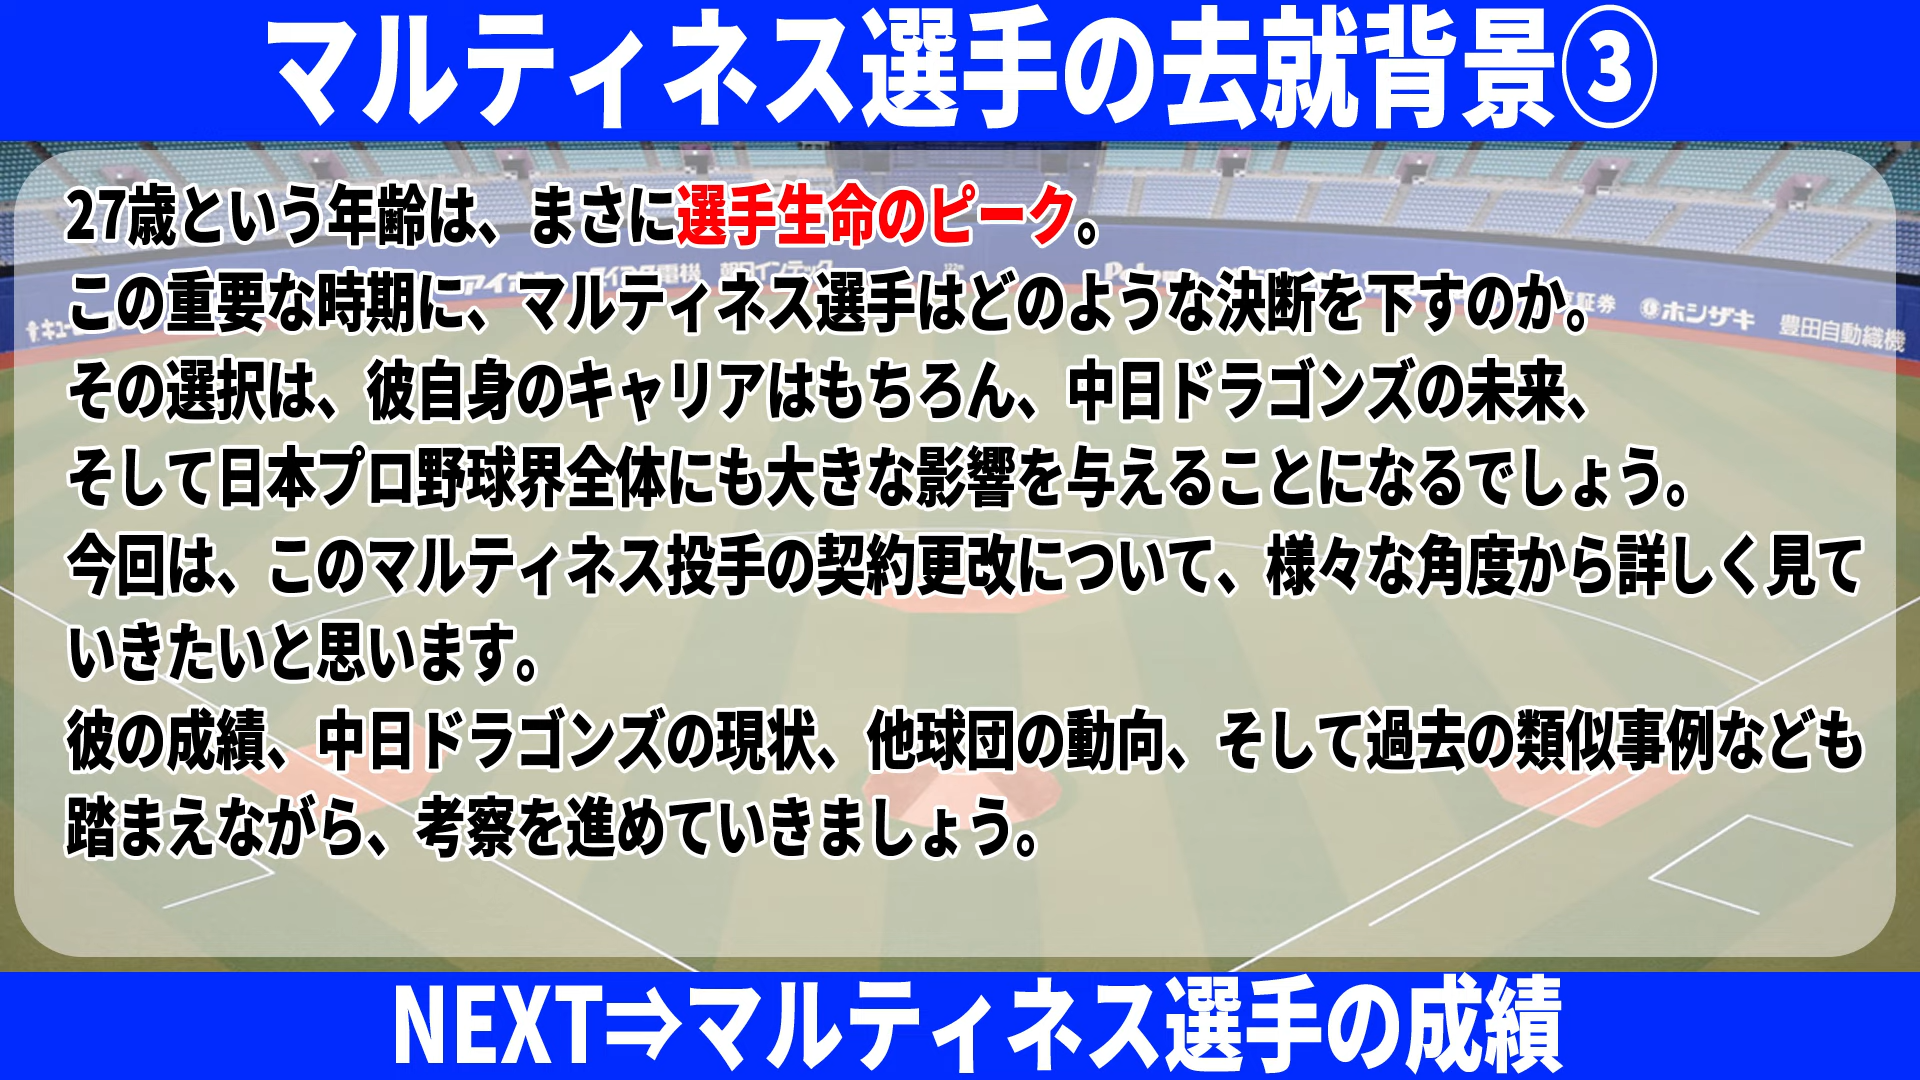 マルティネス選手の去就背景③
27歳という年齢は、まさに選手生命のピーク。
この重要な時期に、マルティネス選手はどのような決断を下すのか。
その選択は、彼自身のキャリアはもちろん、中日ドラゴンズの未来、
そして日本プロ野球界全体にも大きな影響を与えることになるでしょう。
今回は、このマルティネス投手の契約更改について、様々な角度から詳しく見て
いきたいと思います。
彼の成績、中日ドラゴンズの現状、他球団の動向、そして過去の類似事例なども
踏まえながら、考察を進めていきましょう。
ホシザキ
豊田自動織機
NEXT⇒マルティネス選手の成績